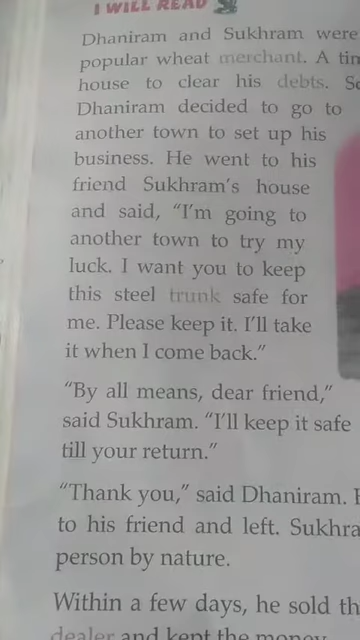 I WILL READ
Dhaniram and Sukhram were
popular wheat merchant. A
house to clear his debts.
Dhaniram decided to go to
another town to set up his
business. He went to his
friend Sukhram's house
and said, "I'm going to
another town to try my
luck. I want you to keep
this steel trunk safe for
me. Please keep it. I'll take
it when I come back."
"By all means, dear friend,"
said Sukhram. "I'll keep it safe
till your return."
"Thank you," said Dhaniram.
to his friend and left.
person by nature.
Within a few days, he sold
dealer and kept the money